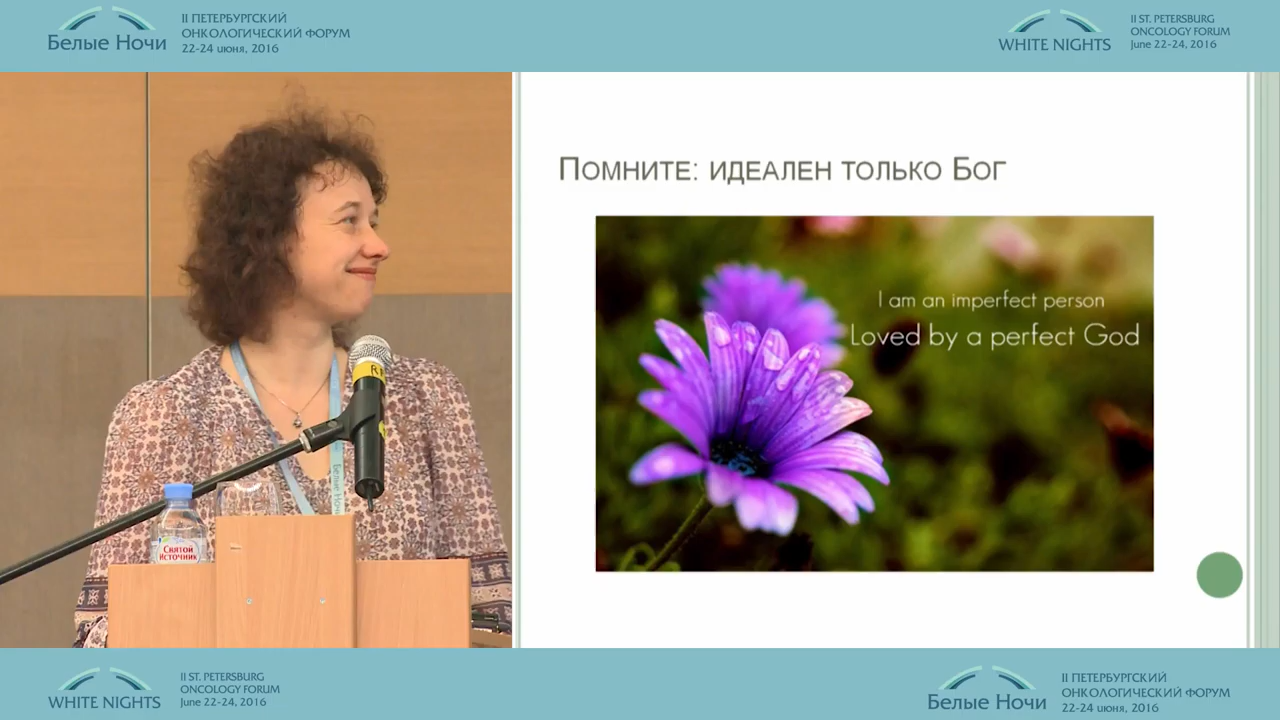 Белые Ночи
II ПЕТЕРБУРГСКИЙ
ОНКОЛОГИЧЕСКИЙ ФОРУМ
22-24 июня, 2016
WHITE NIGHTS
II ST. PETERSBURG
ONCOLOGY FORUM
June 22-24, 2016
Помните: идеален только Бог
I am an imperfect person
Loved by a perfect God
Святой
Источник
WHITE NIGHTS
II ST. PETERSBURG
ONCOLOGY FORUM
June 22-24, 2016
Белые Ночи
II ПЕТЕРБУРГСКИЙ
ОНКОЛОГИЧЕСКИЙ ФОРУМ
22-24 июня, 2016